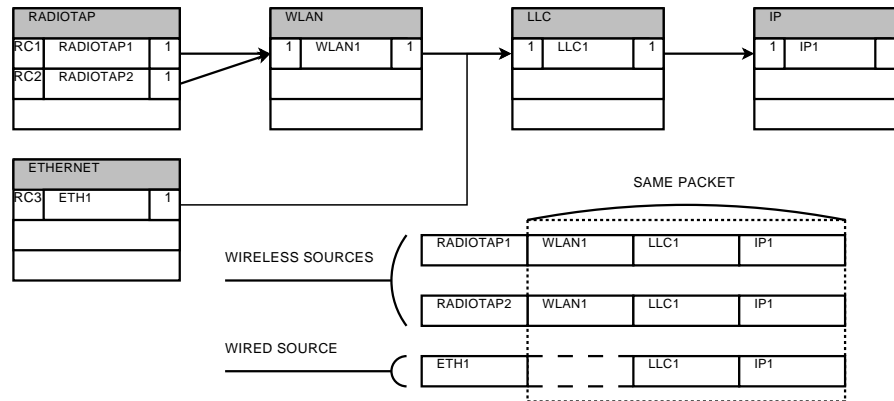 RADIOTAP WLAN LLC IP
RC1 RADIOTAP1 1 1 WLAN1 1 1 LLC1 1 1 IP1
RC2 RADIOTAP2 1
ETHERNET
RC3 ETH1 1
SAME PACKET
RADIOTAP1 WLAN1 LLC1 IP1
WIRELESS SOURCES
RADIOTAP2 WLAN1 LLC1 IP1
WIRED SOURCE
ETH1 LLC1 IP1